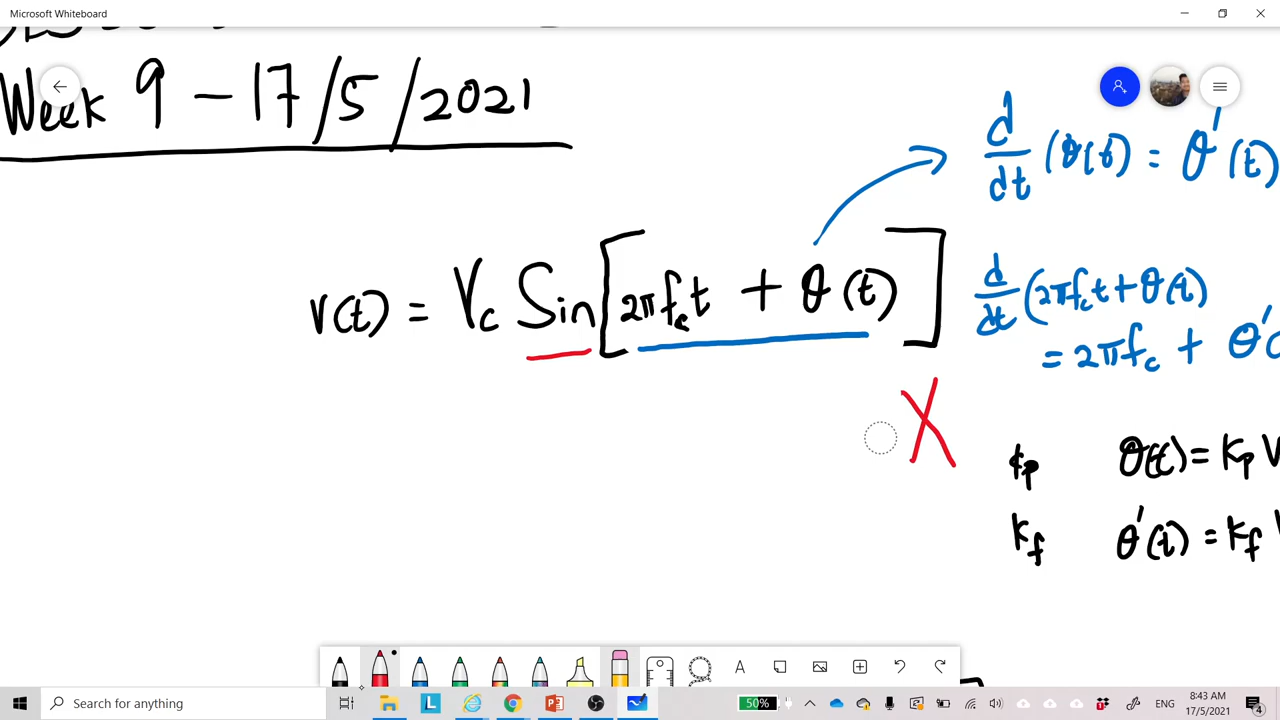 Microsoft Whiteboard
Week 9 - 17/5/2021
d/dt (θ(t)) = θ'(t)
v(t) = Vc Sin [2πfct + θ(t)]
d/dt (2πfct + θ(t)
= 2πfc + θ'
X
Kp θ(t) = Kp V
Kf θ'(t) = Kf
A
Search for anything
L
50%
ENG
8:43 AM
17/5/2021
4